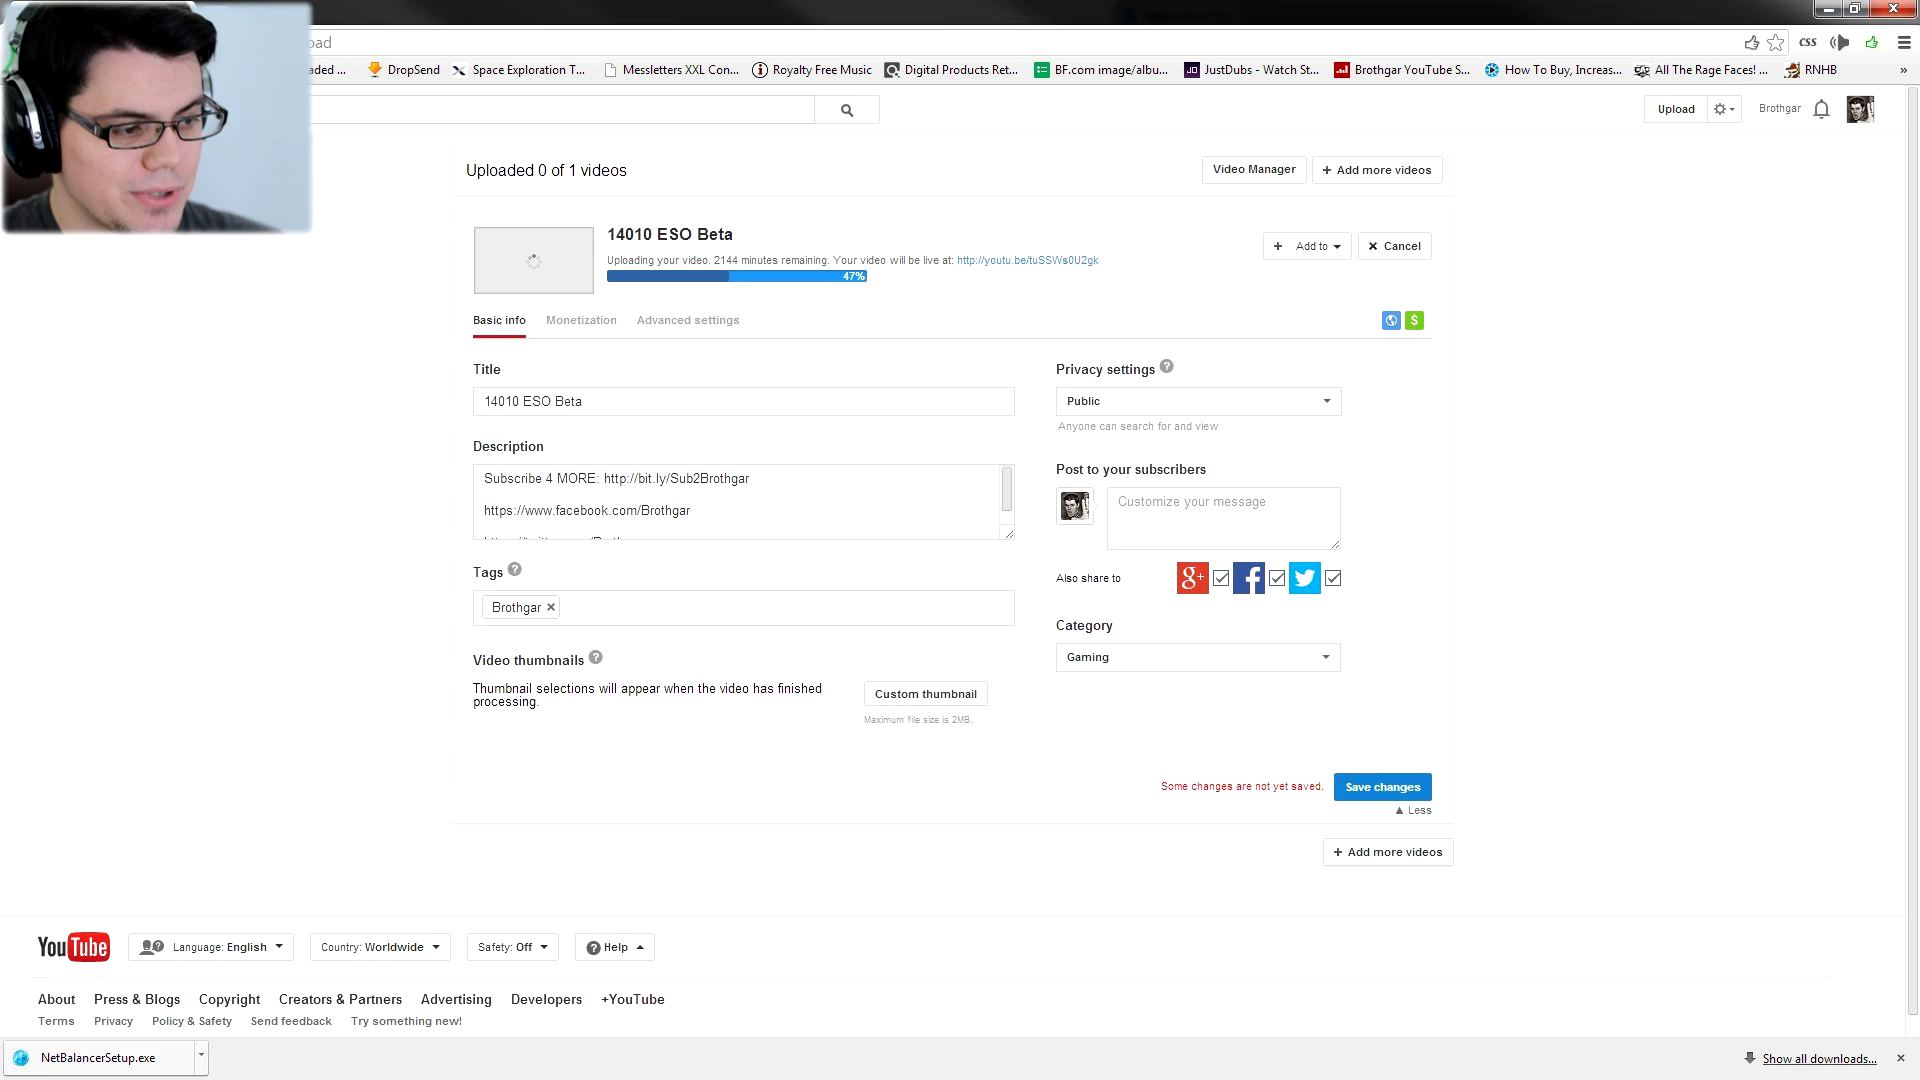 oad
aded ...
DropSend
Space Exploration T...
Messletters XXL Con...
Royalty Free Music
Digital Products Ret...
BF.com image/albu...
JustDubs - Watch St...
Brothgar YouTube S...
How To Buy, Increas...
All The Rage Faces! ...
RNHB
»
css
Upload
Brothgar
Uploaded 0 of 1 videos
Video Manager
+ Add more videos
14010 ESO Beta
+ Add to
× Cancel
Uploading your video. 2144 minutes remaining. Your video will be live at: http://youtu.be/tuSSWs0U2gk
47%
Basic info
Monetization
Advanced settings
$
Title
14010 ESO Beta
Privacy settings ?
Public
Anyone can search for and view
Description
Subscribe 4 MORE: http://bit.ly/Sub2Brothgar
https://www.facebook.com/Brothgar
Post to your subscribers
Customize your message
Also share to
g+
f
Tags ?
Brothgar ×
Category
Gaming
Video thumbnails ?
Thumbnail selections will appear when the video has finished
processing.
Custom thumbnail
Maximum file size is 2MB.
Some changes are not yet saved.
Save changes
▲ Less
+ Add more videos
YouTube
Language: English
Country: Worldwide
Safety: Off
? Help
About
Press & Blogs
Copyright
Creators & Partners
Advertising
Developers
+YouTube
Terms
Privacy
Policy & Safety
Send feedback
Try something new!
NetBalancerSetup.exe
Show all downloads...